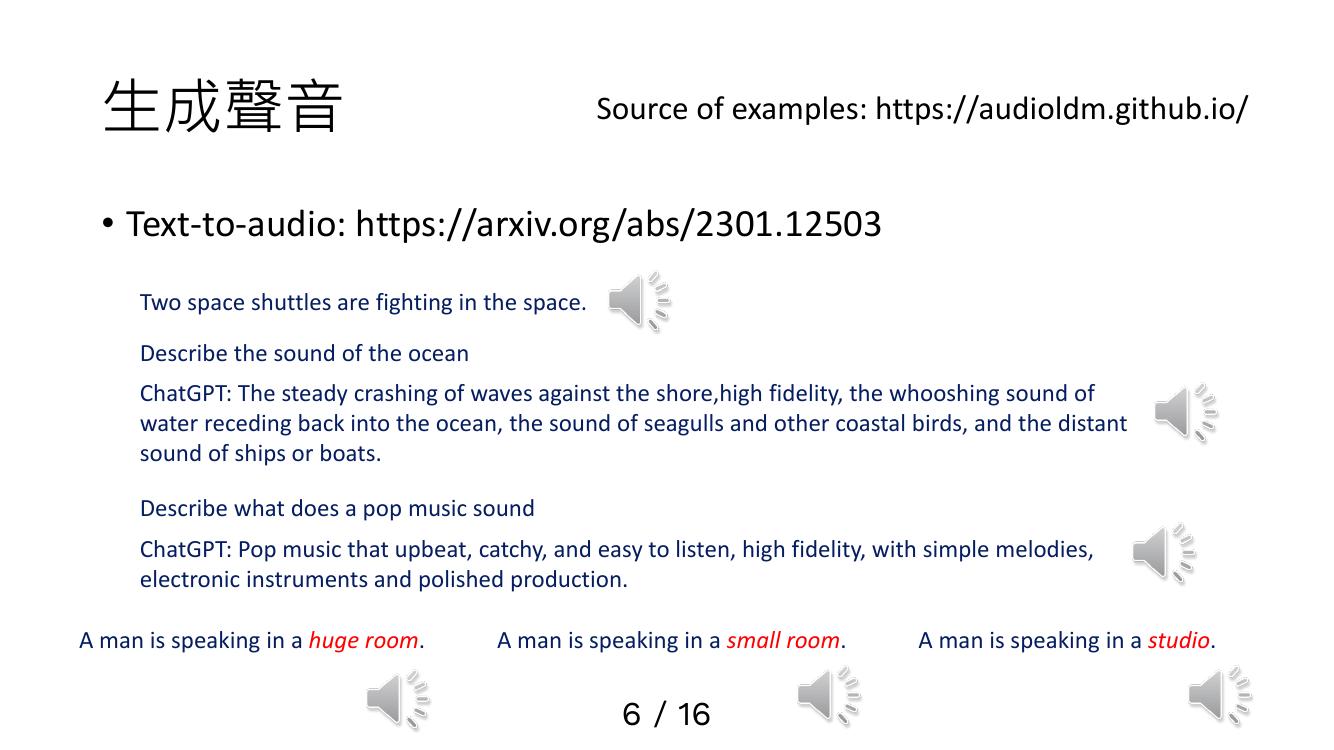 生成聲音
Source of examples: https://audioldm.github.io/
• Text-to-audio: https://arxiv.org/abs/2301.12503
Two space shuttles are fighting in the space.
Describe the sound of the ocean
ChatGPT: The steady crashing of waves against the shore,high fidelity, the whooshing sound of
water receding back into the ocean, the sound of seagulls and other coastal birds, and the distant
sound of ships or boats.
Describe what does a pop music sound
ChatGPT: Pop music that upbeat, catchy, and easy to listen, high fidelity, with simple melodies,
electronic instruments and polished production.
A man is speaking in a huge room.
A man is speaking in a small room.
A man is speaking in a studio.
6 / 16